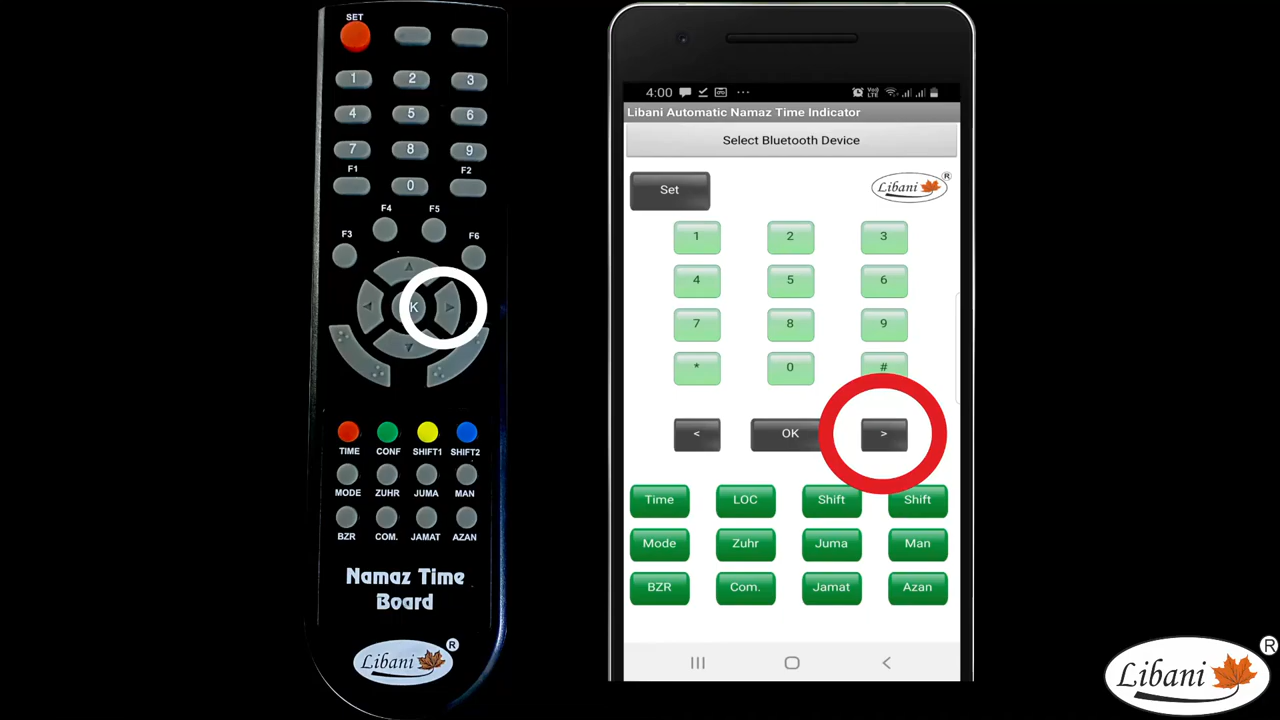 SET
1 2 3
4 5 6
7 8 9
F1 0 F2
F4 F5
F3 F6
K
TIME CONF SHIFT1 SHIFT2
MODE ZUHR JUMA MAN
BZR COM. JAMAT AZAN
Namaz Time
Board
Libani R
4:00 ... Vo) LTE
Libani Automatic Namaz Time Indicator
Select Bluetooth Device
Set
Libani R
1 2 3
4 5 6
7 8 9
* 0 #
< OK >
Time LOC Shift Shift
Mode Zuhr Juma Man
BZR Com. Jamat Azan
Libani R